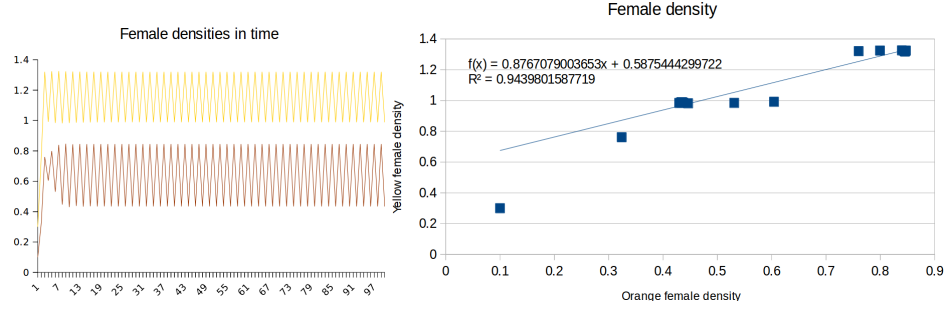 Female densities in time
1.4
1.2
1
0.8
0.6
0.4
0.2
0
1 7 13 19 25 31 37 43 49 55 61 67 73 79 85 91 97
Female density
f(x) = 0.8767079003653x + 0.5875444299722
R² = 0.9439801587719
Yellow female density
1.4
1.2
1
0.8
0.6
0.4
0.2
0
0 0.1 0.2 0.3 0.4 0.5 0.6 0.7 0.8 0.9
Orange female density